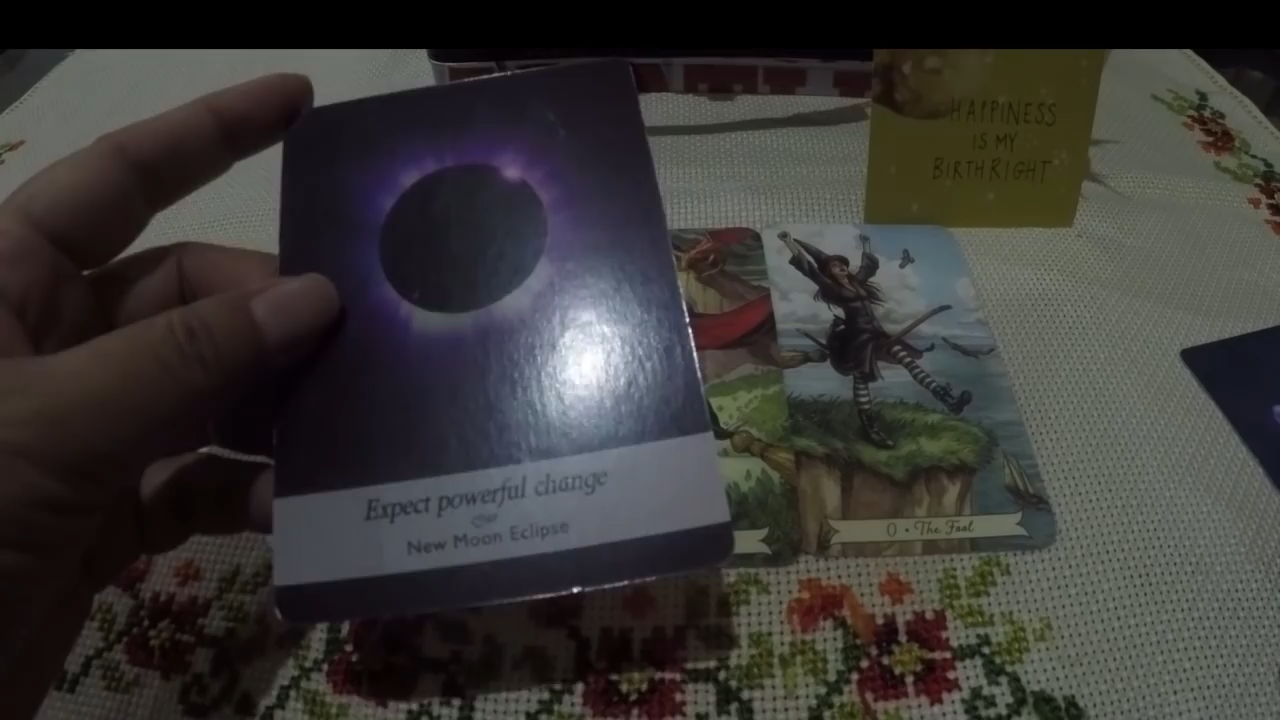 HAPPINESS
IS MY
BIRTHRIGHT
Expect powerful change
New Moon Eclipse
0 • The Fool